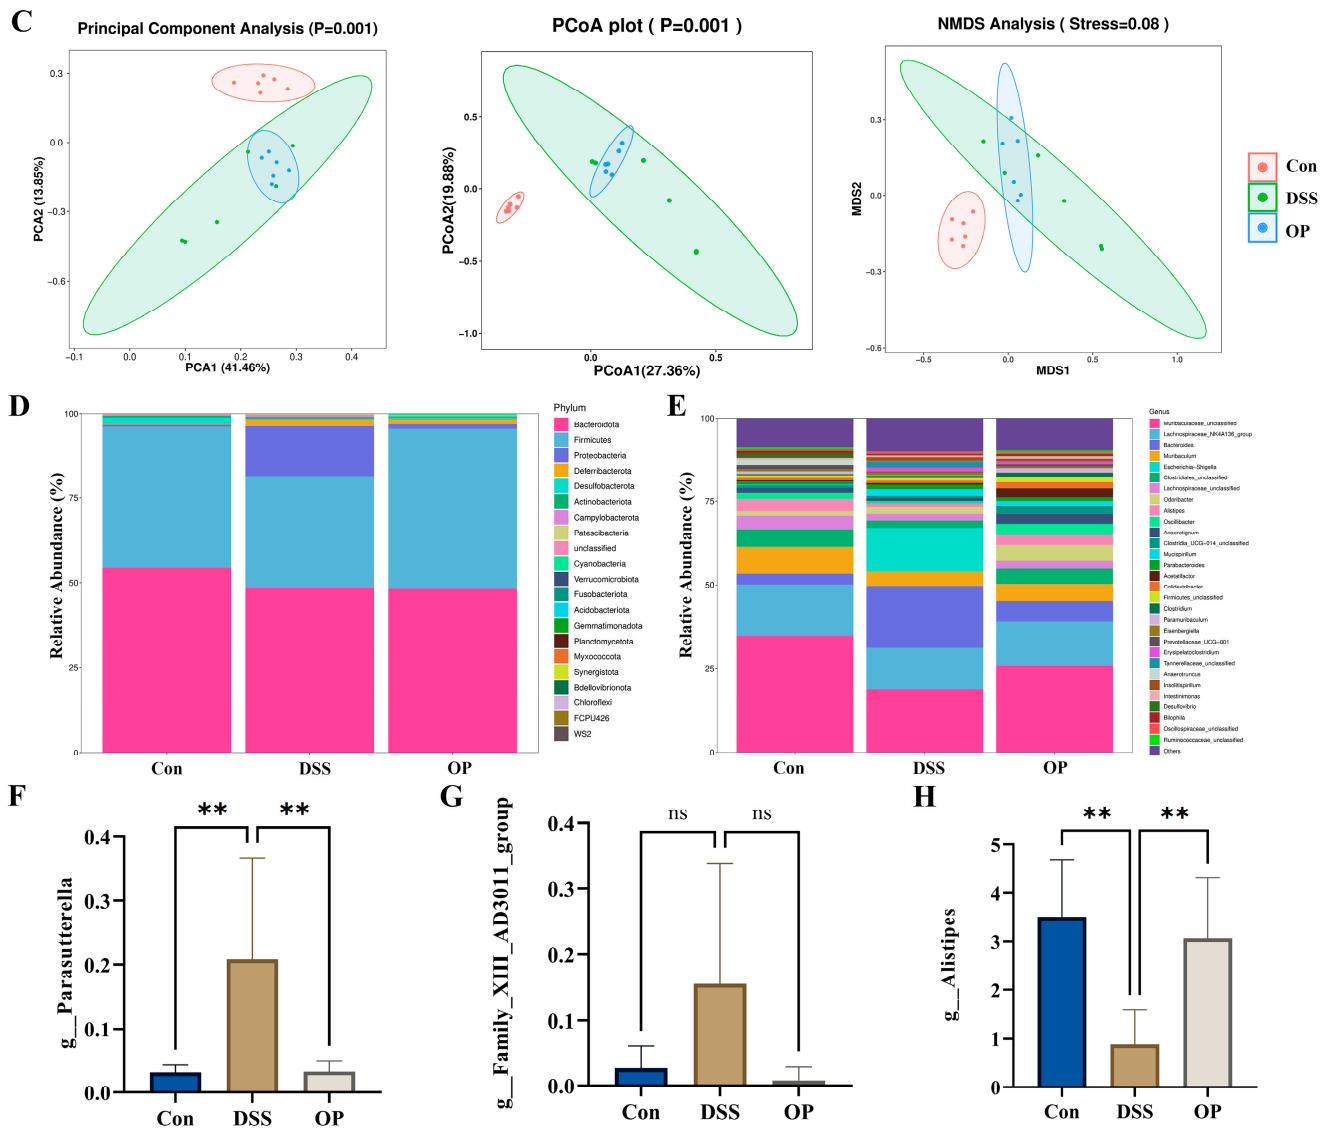 C
Principal Component Analysis (P=0.001)
PCA2 (13.85%)
0.3
0.0
−0.3
−0.6
−0.1
0.0
0.1
0.2
0.3
0.4
PCA1 (41.46%)
PCoA plot ( P=0.001 )
PCoA2(19.88%)
0.5
0.0
−0.5
−1.0
0.0
0.5
PCoA1(27.36%)
NMDS Analysis ( Stress=0.08 )
MDS2
0.3
0.0
−0.3
−0.6
−0.5
0.0
0.5
1.0
MDS1
Con
DSS
OP
D
Relative Abundance (%)
100
75
50
25
0
Con
DSS
OP
Phylum
Bacteroidota
Firmicutes
Proteobacteria
Deferribacterota
Desulfobacterota
Actinobacteriota
Campylobacterota
Patescibacteria
unclassified
Cyanobacteria
Verrucomicrobiota
Fusobacteriota
Acidobacteriota
Gemmatimonadota
Planctomycetota
Myxococcota
Synergistota
Bdellovibrionota
Chloroflexi
FCPU426
WS2
E
Relative Abundance (%)
100
75
50
25
0
Con
DSS
OP
Genus
Muribaculaceae_unclassified
Lachnospiraceae_NK4A136_group
Bacteroides
Muribaculum
Escherichia-Shigella
Clostridiales_unclassified
Lachnospiraceae_unclassified
Odoribacter
Alistipes
Oscillibacter
Anaerotignum
Clostridia_UCG-014_unclassified
Mucispirillum
Parabacteroides
Acetatifactor
Colidextribacter
Firmicutes_unclassified
Clostridium
Paramuribaculum
Eisenbergiella
Prevotellaceae_UCG-001
Erysipelatoclostridium
Tannerellaceae_unclassified
Anaerotruncus
Insolitispirillum
Intestinimonas
Desulfovibrio
Bilophila
Oscillospiraceae_unclassified
Ruminococcaceae_unclassified
Others
F
g__Parasutterella
0.4
0.3
0.2
0.1
0.0
**
**
Con
DSS
OP
G
g__Family_XIII_AD3011_group
0.4
0.3
0.2
0.1
0.0
ns
ns
Con
DSS
OP
H
g__Alistipes
5
4
3
2
1
0
**
**
Con
DSS
OP